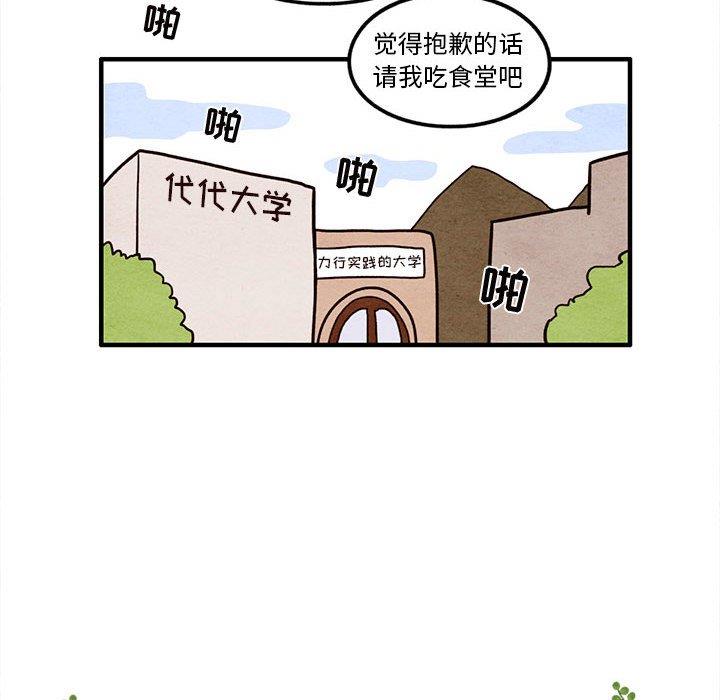 啪
觉得抱歉的话
请我吃食堂吧
啪
啪
代代大学
力行实践的大学
啪